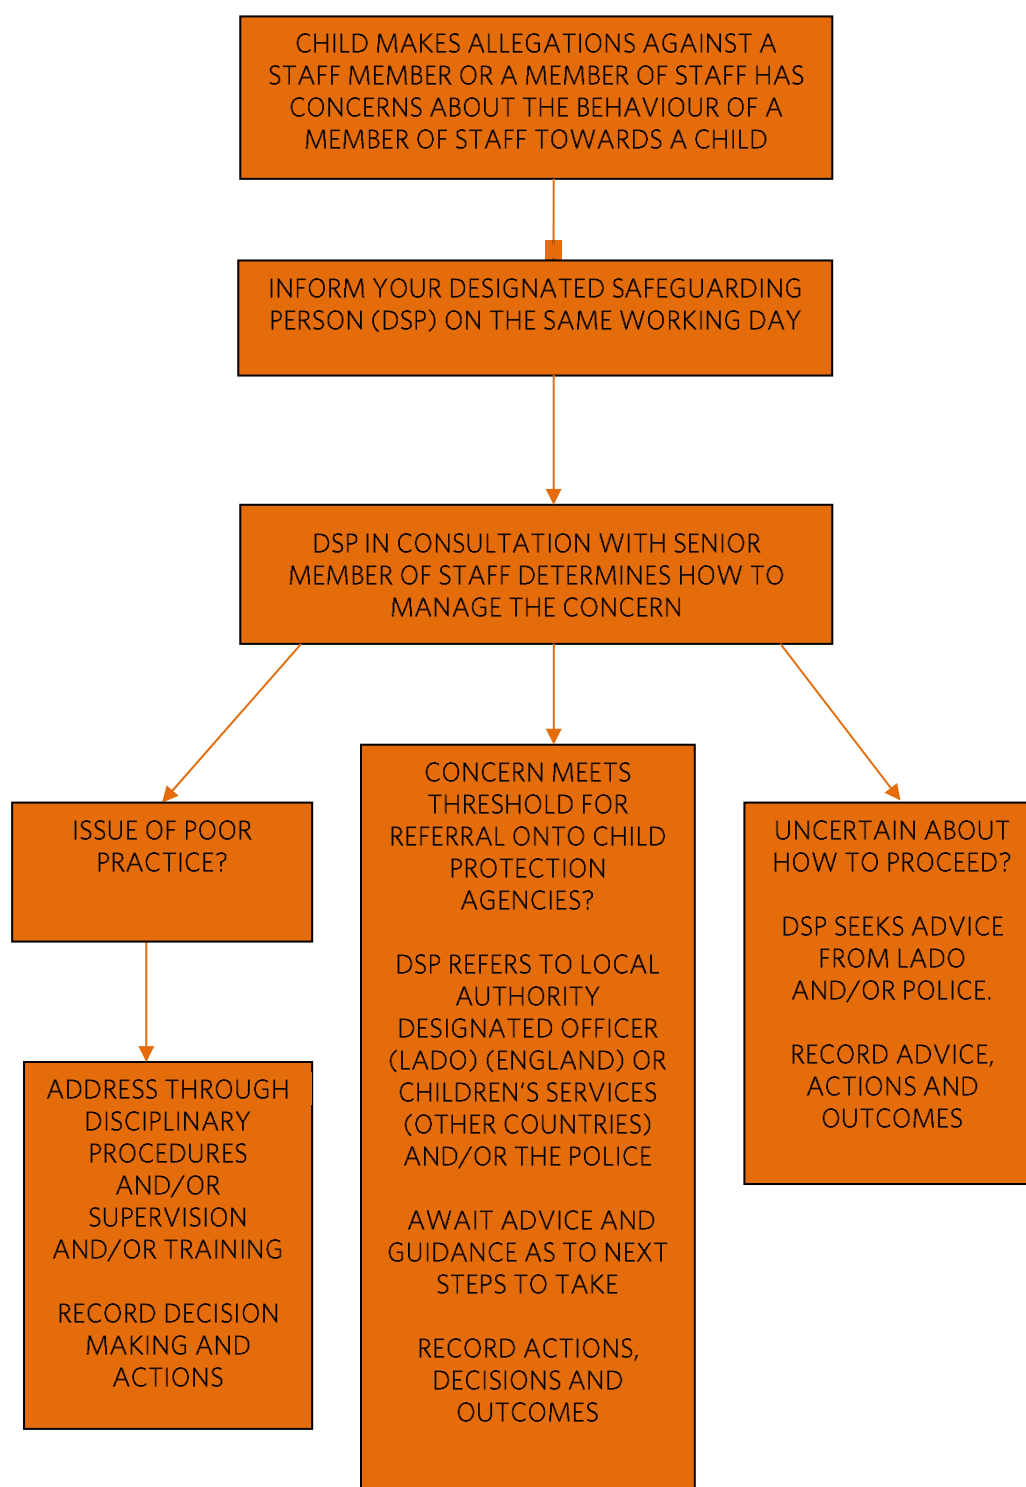 CHILD MAKES ALLEGATIONS AGAINST A
STAFF MEMBER OR A MEMBER OF STAFF HAS
CONCERNS ABOUT THE BEHAVIOUR OF A
MEMBER OF STAFF TOWARDS A CHILD
INFORM YOUR DESIGNATED SAFEGUARDING
PERSON (DSP) ON THE SAME WORKING DAY
DSP IN CONSULTATION WITH SENIOR
MEMBER OF STAFF DETERMINES HOW TO
MANAGE THE CONCERN
ISSUE OF POOR
PRACTICE?
ADDRESS THROUGH
DISCIPLINARY
PROCEDURES
AND/OR
SUPERVISION
AND/OR TRAINING
RECORD DECISION
MAKING AND
ACTIONS
CONCERN MEETS
THRESHOLD FOR
REFERRAL ONTO CHILD
PROTECTION
AGENCIES?
DSP REFERS TO LOCAL
AUTHORITY
DESIGNATED OFFICER
(LADO) (ENGLAND) OR
CHILDREN’S SERVICES
(OTHER COUNTRIES)
AND/OR THE POLICE
AWAIT ADVICE AND
GUIDANCE AS TO NEXT
STEPS TO TAKE
RECORD ACTIONS,
DECISIONS AND
OUTCOMES
UNCERTAIN ABOUT
HOW TO PROCEED?
DSP SEEKS ADVICE
FROM LADO
AND/OR POLICE.
RECORD ADVICE,
ACTIONS AND
OUTCOMES